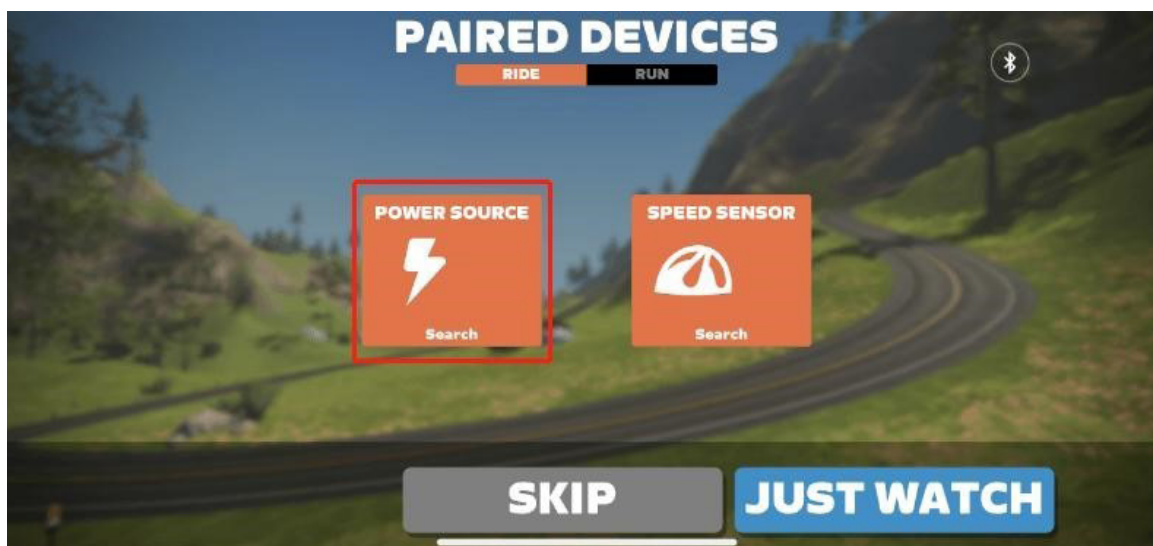 PAIRED DEVICES
RIDE RUN
POWER SOURCE
Search
SPEED SENSOR
Search
SKIP
JUST WATCH